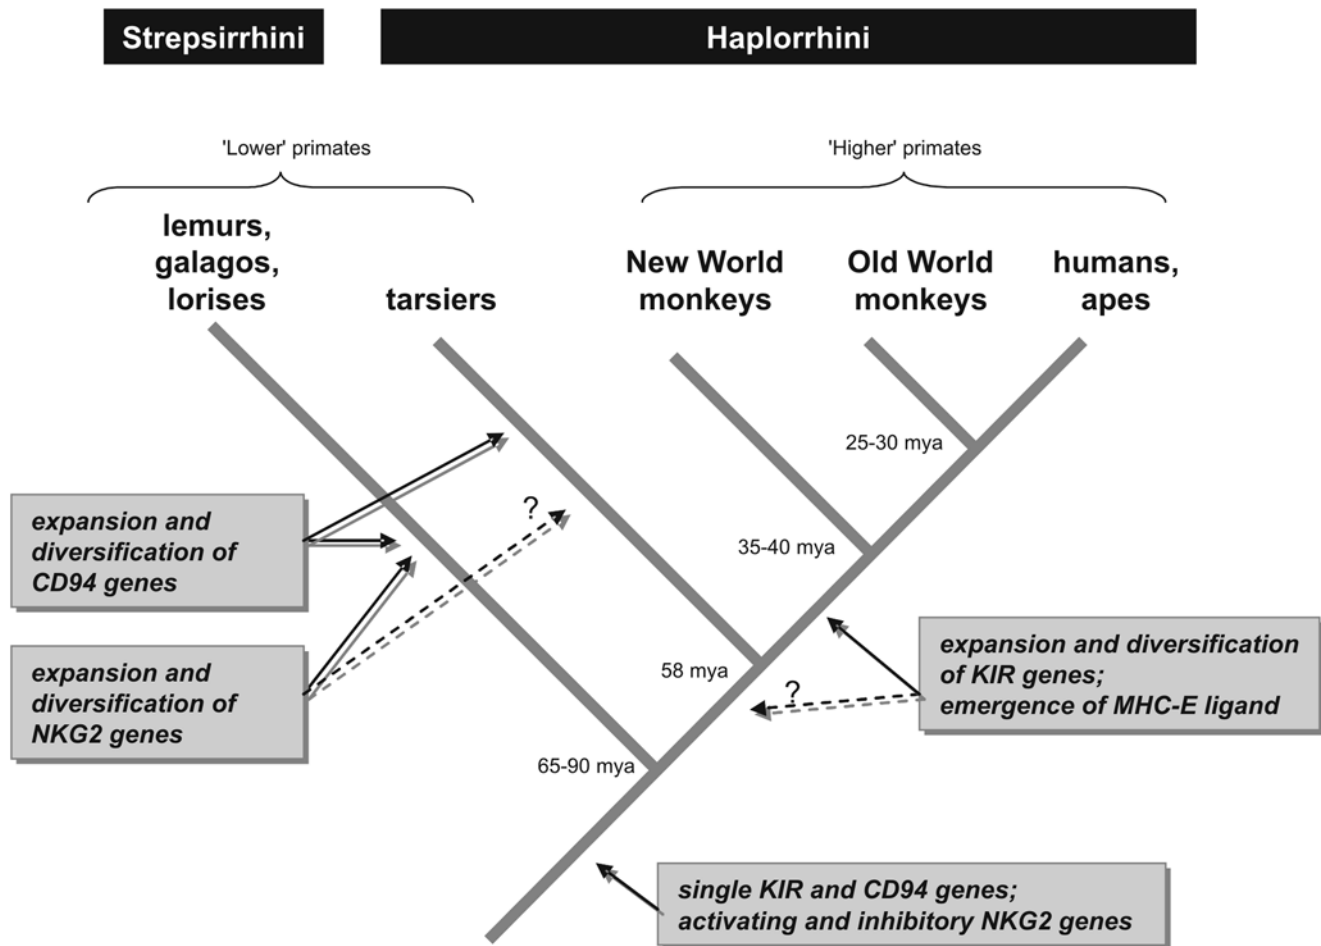 Strepsirrhini
Haplorrhini
'Lower' primates
'Higher' primates
lemurs,
galagos,
lorises
tarsiers
New World
monkeys
Old World
monkeys
humans,
apes
25-30 mya
35-40 mya
58 mya
65-90 mya
?
?
expansion and
diversification of
CD94 genes
expansion and
diversification of
NKG2 genes
expansion and diversification
of KIR genes;
emergence of MHC-E ligand
single KIR and CD94 genes;
activating and inhibitory NKG2 genes